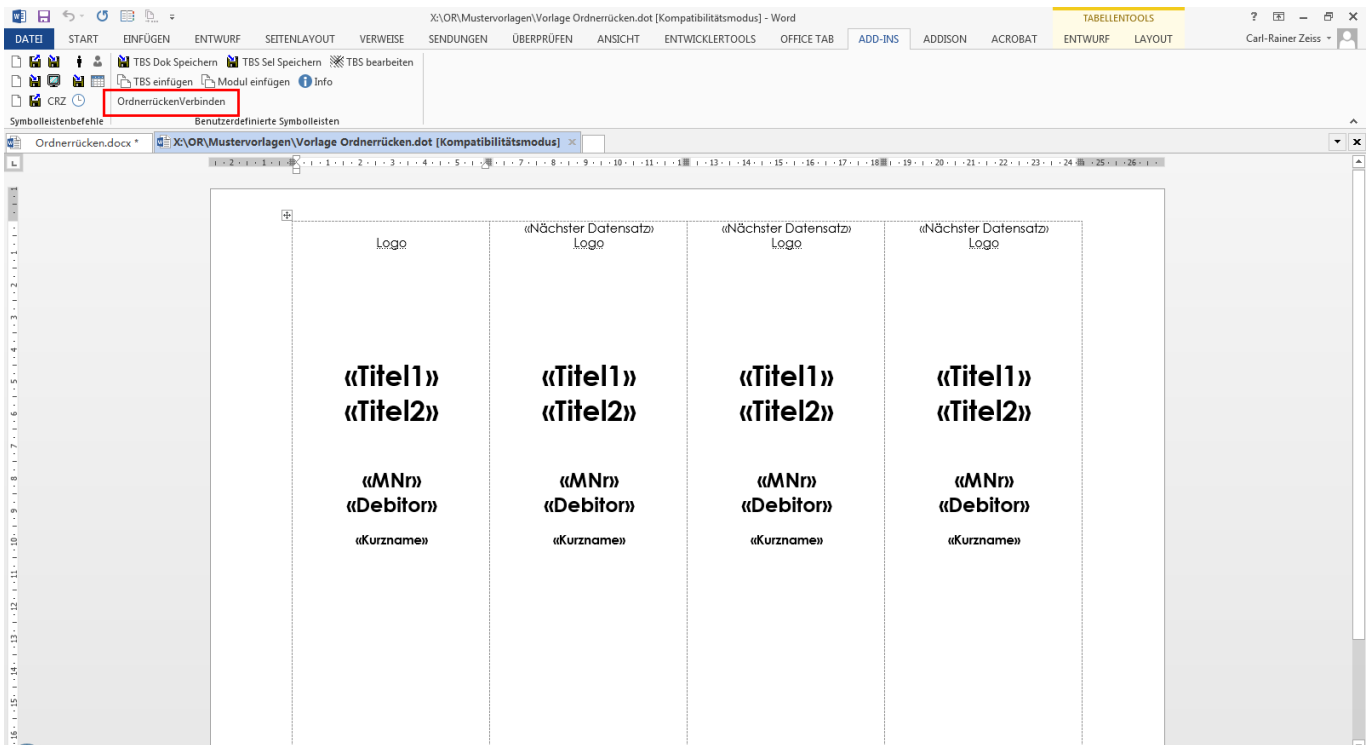 X:\OR\Mustervorlagen\Vorlage Ordnerrücken.dot [Kompatibilitätsmodus] - Word
TABELLENTOOLS
DATEI START EINFÜGEN ENTWURF SEITENLAYOUT VERWEISE SENDUNGEN ÜBERPRÜFEN ANSICHT ENTWICKLERTOOLS OFFICE TAB ADD-INS ADDISON ACROBAT ENTWURF LAYOUT Carl-Rainer Zeiss
TBS Dok Speichern TBS Sel Speichern TBS bearbeiten
TBS einfügen Modul einfügen Info
CRZ OrdnerrückenVerbinden
Symbolleistenbefehle Benutzerdefinierte Symbolleisten
Ordnerrücken.docx * X:\OR\Mustervorlagen\Vorlage Ordnerrücken.dot [Kompatibilitätsmodus]
«Nächster Datensatz» «Nächster Datensatz» «Nächster Datensatz»
Logo Logo Logo Logo
«Titel1» «Titel1» «Titel1» «Titel1»
«Titel2» «Titel2» «Titel2» «Titel2»
«MNr» «MNr» «MNr» «MNr»
«Debitor» «Debitor» «Debitor» «Debitor»
«Kurzname» «Kurzname» «Kurzname» «Kurzname»